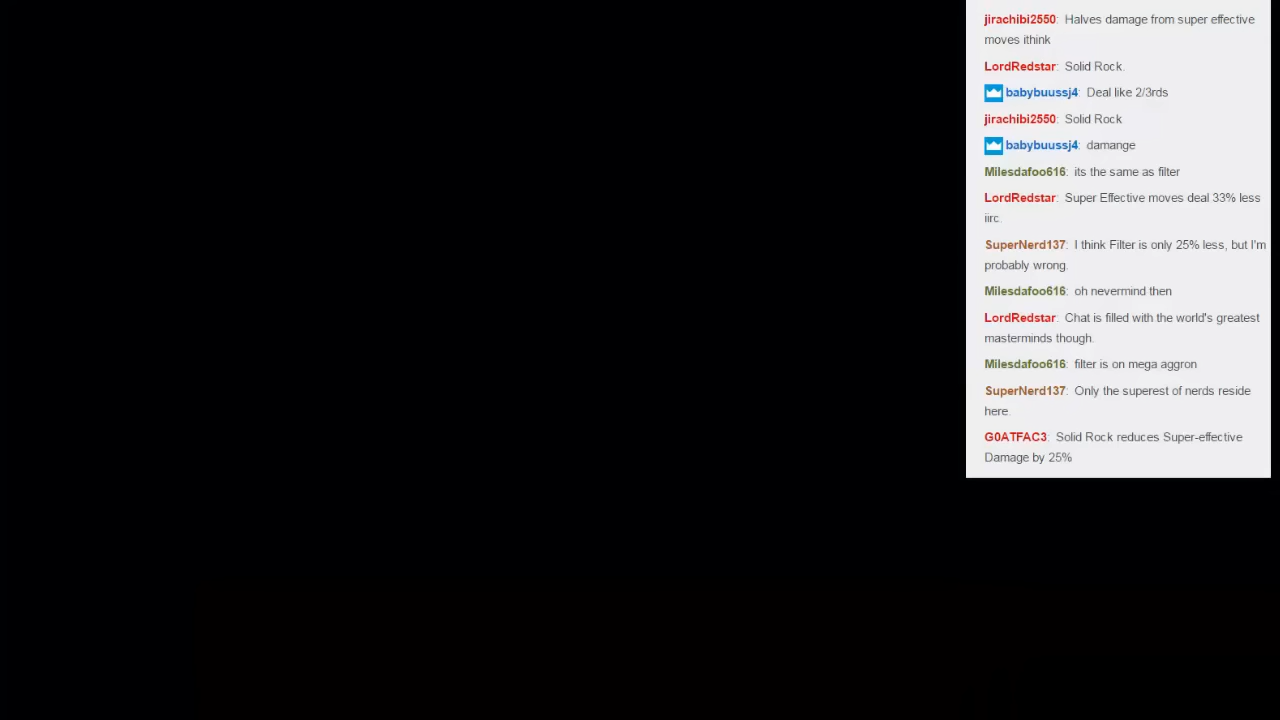 jirachibi2550: Halves damage from super effective
moves ithink
LordRedstar: Solid Rock.
babybuussj4: Deal like 2/3rds
jirachibi2550: Solid Rock
babybuussj4: damange
Milesdafoo616: its the same as filter
LordRedstar: Super Effective moves deal 33% less
iirc.
SuperNerd137: I think Filter is only 25% less, but I'm
probably wrong.
Milesdafoo616: oh nevermind then
LordRedstar: Chat is filled with the world's greatest
masterminds though.
Milesdafoo616: filter is on mega aggron
SuperNerd137: Only the superest of nerds reside
here.
G0ATFAC3: Solid Rock reduces Super-effective
Damage by 25%